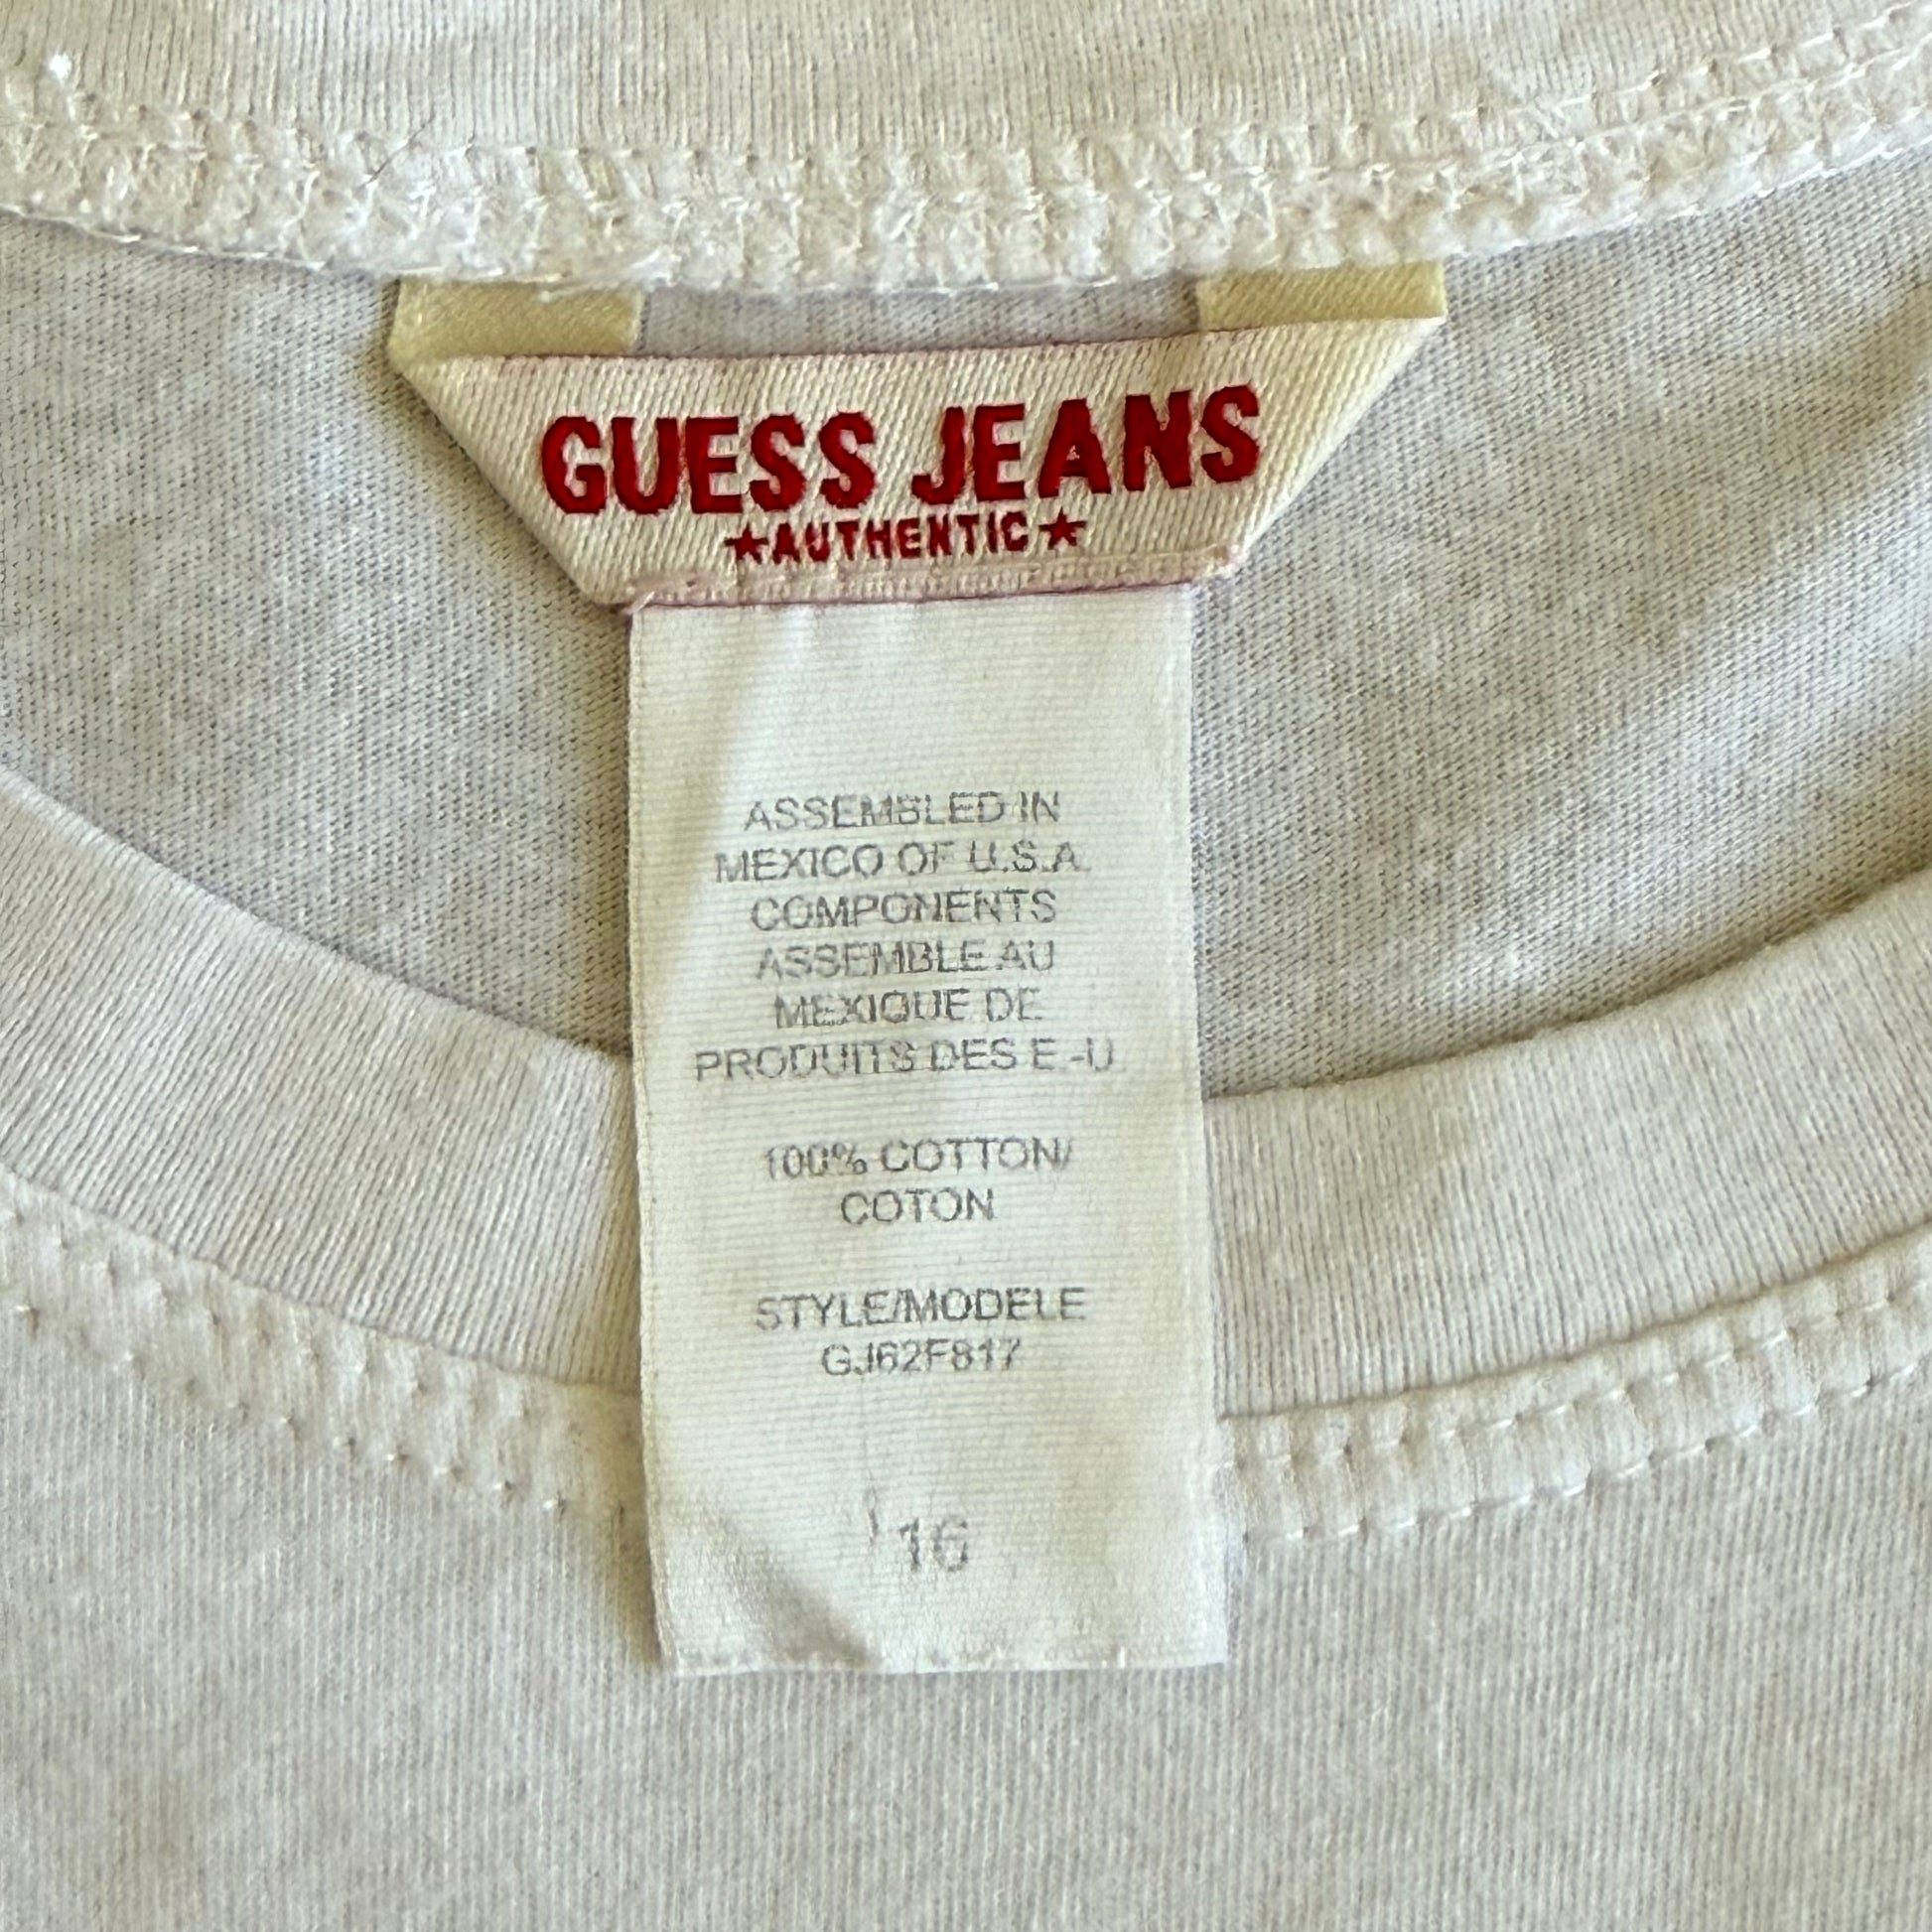 GUESS JEANS
★AUTHENTIC★
ASSEMBLED IN
MEXICO OF U.S.A.
COMPONENTS
ASSEMBLE AU
MEXIQUE DE
PRODUITS DES E.-U.
100% COTTON/
COTON
STYLE/MODELE
GJ62F817
16